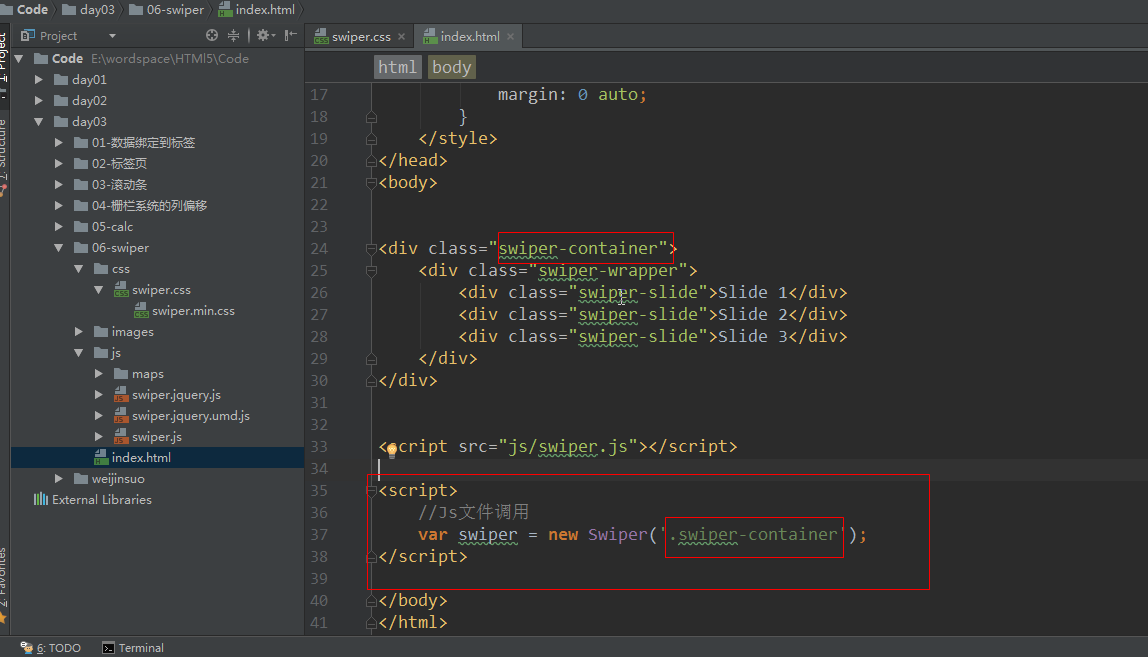 Code day03 06-swiper index.html
Project
swiper.css index.html
1: Project
Code E:\wordspace\HTMl5\Code
day01
day02
day03
01-数据绑定到标签
02-标签页
03-滚动条
04-栅栏系统的列偏移
05-calc
06-swiper
css
swiper.css
swiper.min.css
images
js
maps
swiper.jquery.js
swiper.jquery.umd.js
swiper.js
index.html
weijinsuo
External Libraries
7: Structure
2: Favorites
html body
17 margin: 0 auto;
18 }
19 </style>
20 </head>
21 <body>
22
23
24 <div class="swiper-container">
25 <div class="swiper-wrapper">
26 <div class="swiper-slide">Slide 1</div>
27 <div class="swiper-slide">Slide 2</div>
28 <div class="swiper-slide">Slide 3</div>
29 </div>
30 </div>
31
32
33 <script src="js/swiper.js"></script>
34
35 <script>
36 //Js文件调用
37 var swiper = new Swiper('.swiper-container');
38 </script>
39
40 </body>
41 </html>
6: TODO Terminal